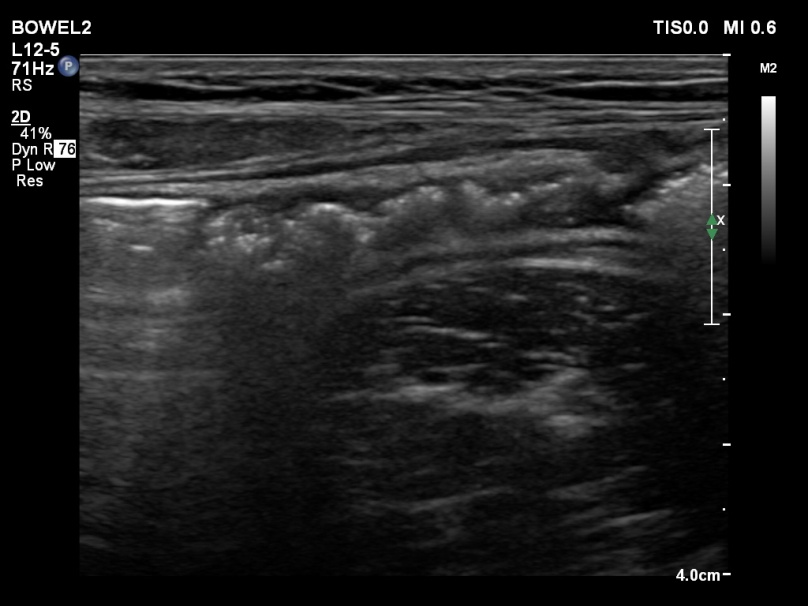 BOWEL2
TIS0.0 MI 0.6
L12-5
71Hz P
RS
M2
2D
41%
Dyn R 76
P Low
Res
X
4.0cm